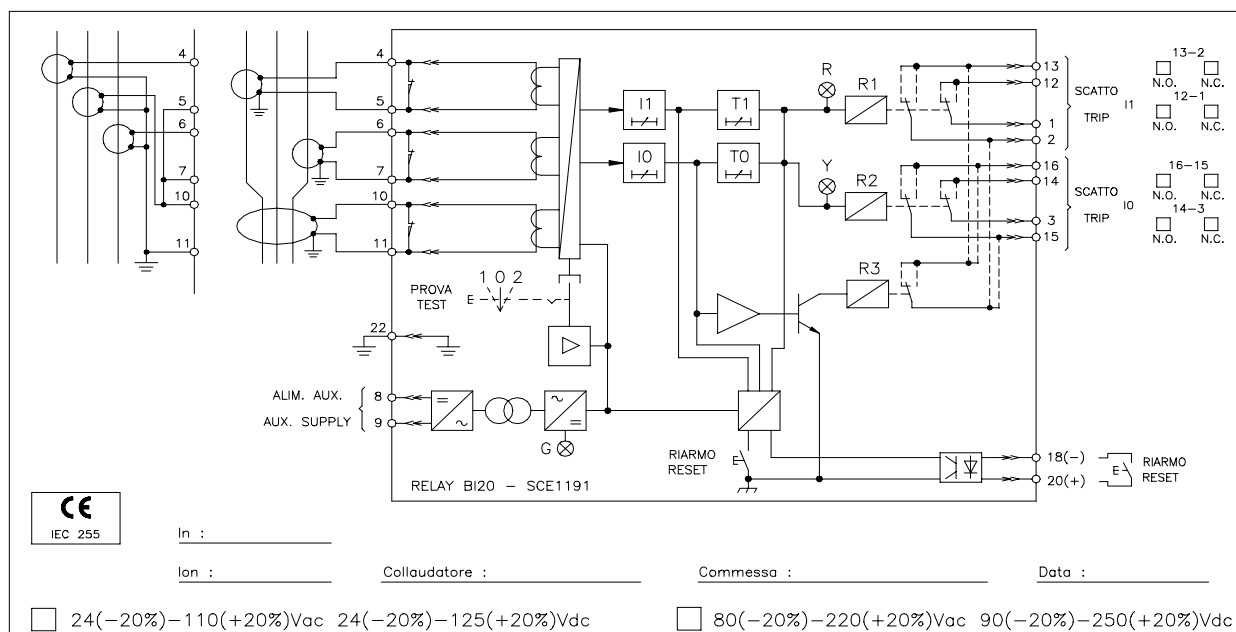 4
5
6
7
10
11
4
5
6
7
10
11
22
PROVA
TEST
1 0 2
E
I1
T1
I0
T0
R
R1
Y
R2
R3
13
12
1
2
SCATTO
TRIP
I1
16
14
3
15
SCATTO
TRIP
I0
13-2
N.O. N.C.
12-1
N.O. N.C.
16-15
N.O. N.C.
14-3
N.O. N.C.
ALIM. AUX.
AUX. SUPPLY
8
9
=
~
~
=
G
RIARMO
RESET
E
18(-)
20(+)
E
RIARMO
RESET
RELAY BI20 - SCE1191
CE
IEC 255
In :
Ion :
Collaudatore :
Commessa :
Data :
24(-20%)-110(+20%)Vac 24(-20%)-125(+20%)Vdc
80(-20%)-220(+20%)Vac 90(-20%)-250(+20%)Vdc